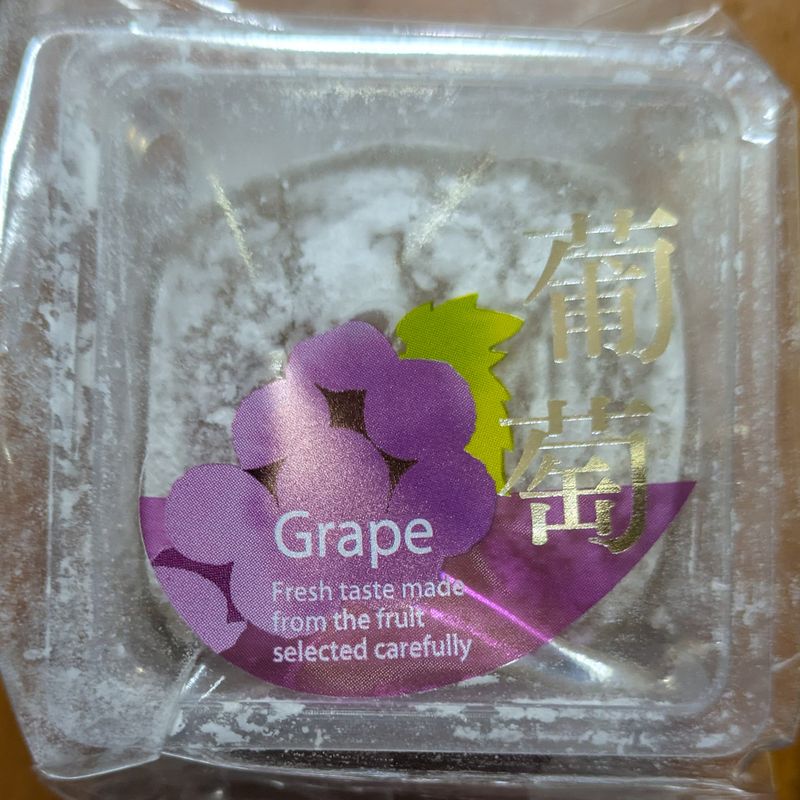 葡萄
Grape
Fresh taste made
from the fruit
selected carefully